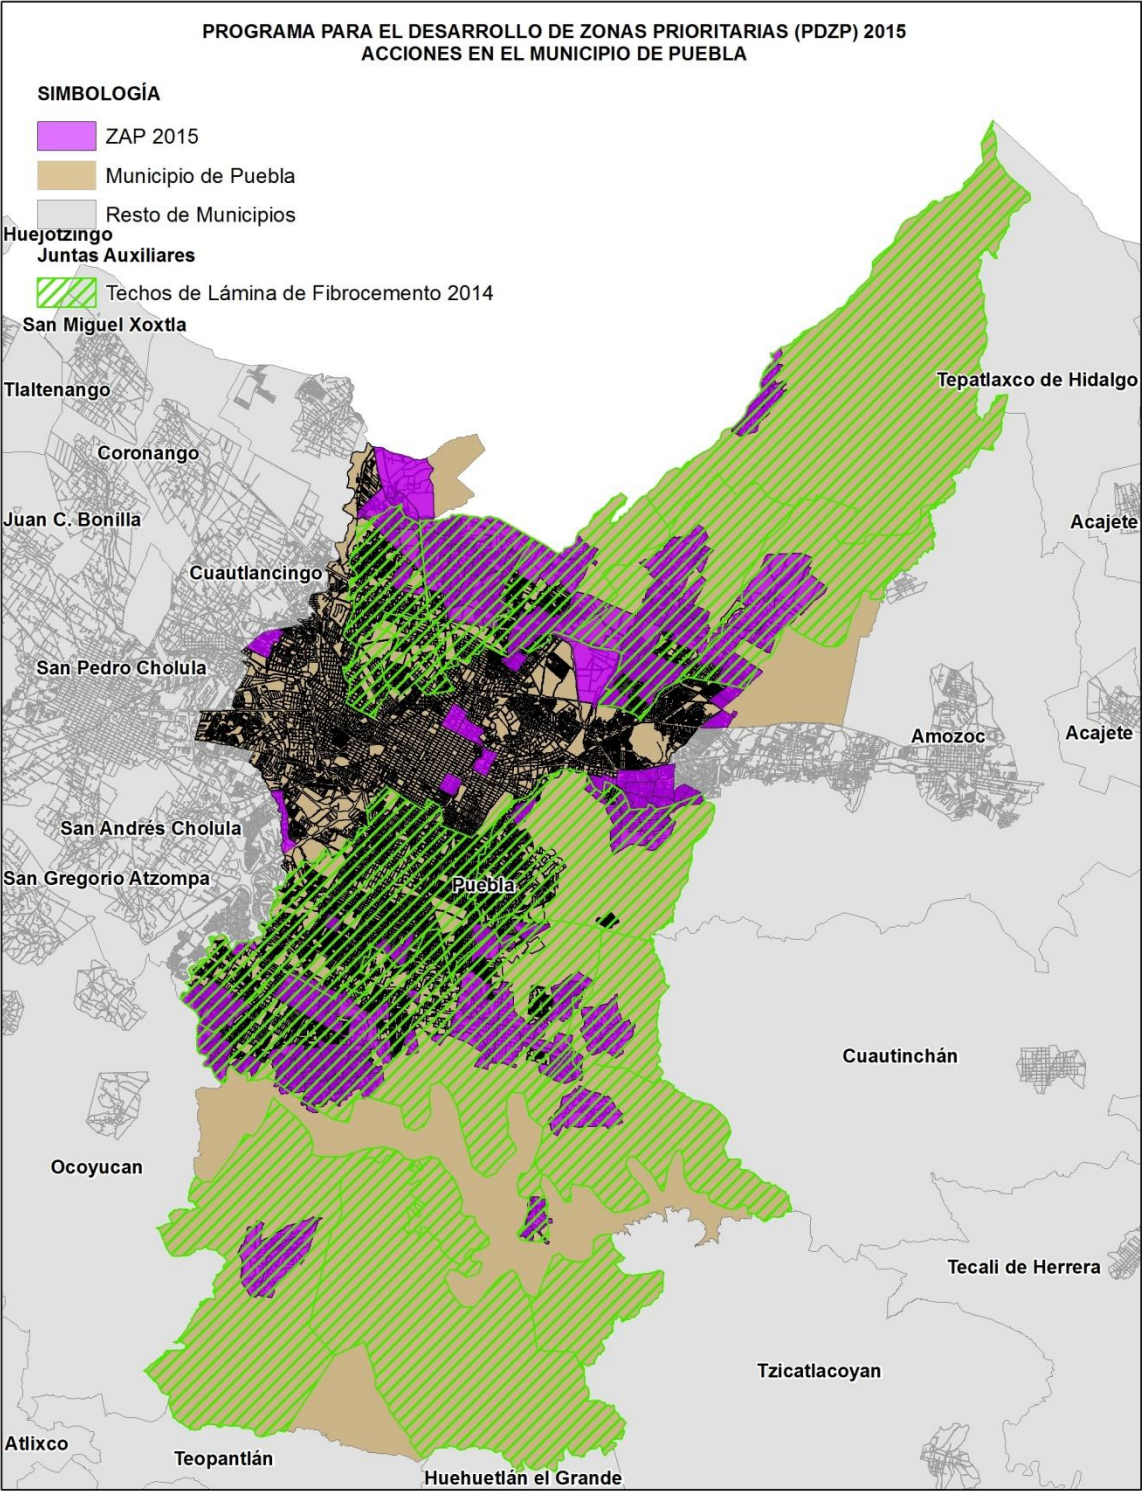 PROGRAMA PARA EL DESARROLLO DE ZONAS PRIORITARIAS (PDZP) 2015
ACCIONES EN EL MUNICIPIO DE PUEBLA
SIMBOLOGÍA
ZAP 2015
Municipio de Puebla
Resto de Municipios
Huejotzingo
Juntas Auxiliares
Techos de Lámina de Fibrocemento 2014
San Miguel Xoxtla
Tlaltenango
Tepatlaxco de Hidalgo
Coronango
Juan C. Bonilla
Acajete
Cuautlancingo
San Pedro Cholula
Acajete
Amozoc
San Andrés Cholula
San Gregorio Atzompa
Puebla
Cuautinchán
Ocoyucan
Tecali de Herrera
Tzicatlacoyan
Atlixco
Teopantlán
Huehuetlán el Grande